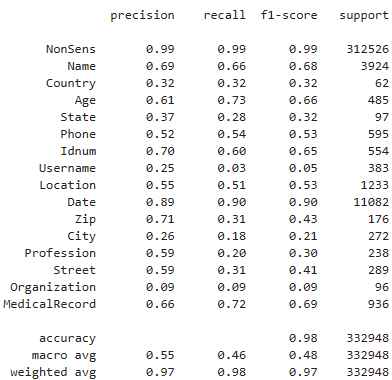 precision recall f1-score support
NonSens 0.99 0.99 0.99 312526
Name 0.69 0.66 0.68 3924
Country 0.32 0.32 0.32 62
Age 0.61 0.73 0.66 485
State 0.37 0.28 0.32 97
Phone 0.52 0.54 0.53 595
Idnum 0.70 0.60 0.65 554
Username 0.25 0.03 0.05 383
Location 0.55 0.51 0.53 1233
Date 0.89 0.90 0.90 11082
Zip 0.71 0.31 0.43 176
City 0.26 0.18 0.21 272
Profession 0.59 0.20 0.30 238
Street 0.59 0.31 0.41 289
Organization 0.09 0.09 0.09 96
MedicalRecord 0.66 0.72 0.69 936
accuracy 0.98 332948
macro avg 0.55 0.46 0.48 332948
weighted avg 0.97 0.98 0.97 332948